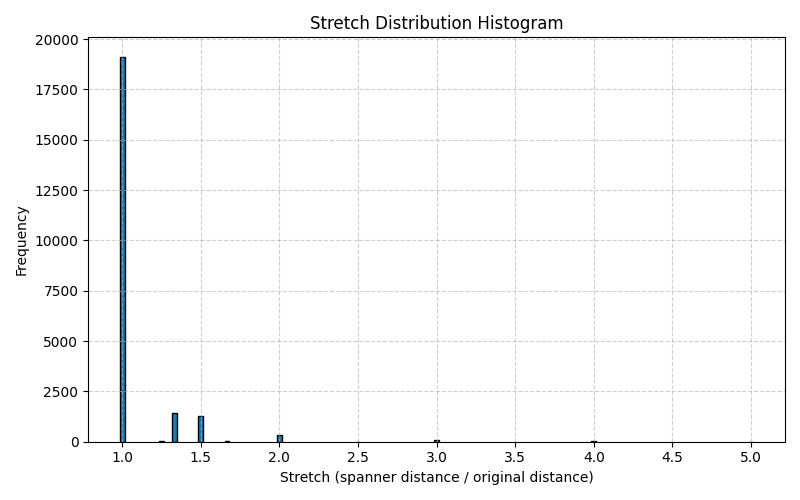 Stretch Distribution Histogram
20000
17500
15000
12500
10000
7500
5000
2500
0
Frequency
1.0 1.5 2.0 2.5 3.0 3.5 4.0 4.5 5.0
Stretch (spanner distance / original distance)